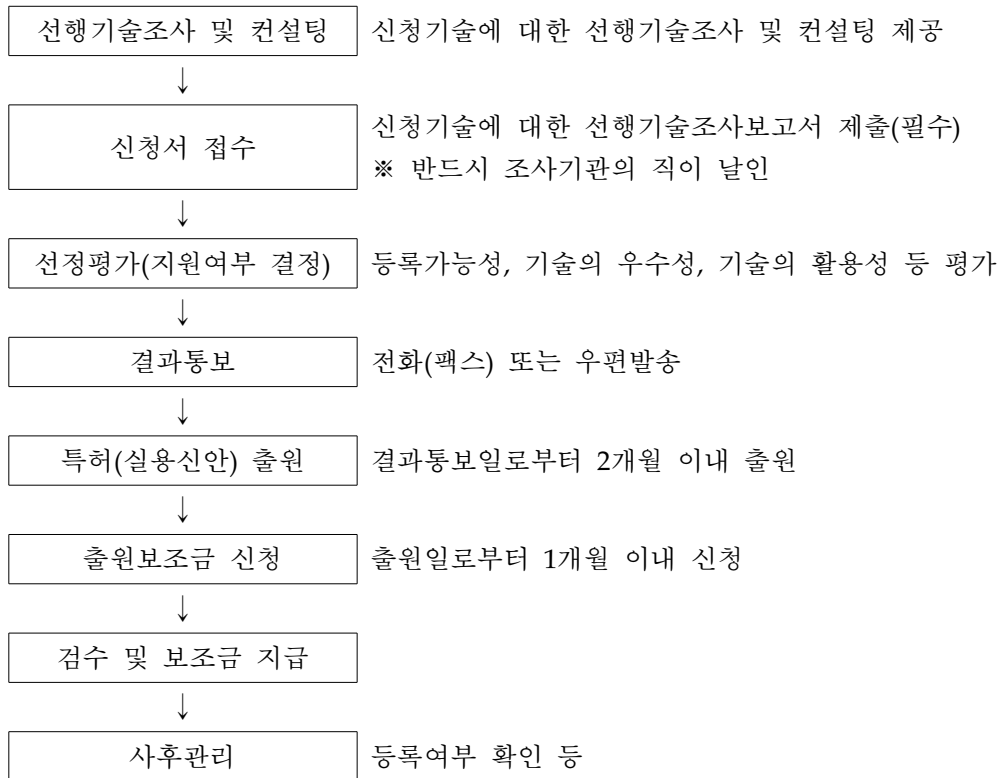 선행기술조사 및 컨설팅 신청기술에 대한 선행기술조사 및 컨설팅 제공
↓
신청서 접수
신청기술에 대한 선행기술조사보고서 제출(필수)
※ 반드시 조사기관의 직이 날인
↓
선정평가(지원여부 결정) 등록가능성, 기술의 우수성, 기술의 활용성 등 평가
↓
결과통보 전화(팩스) 또는 우편발송
↓
특허(실용신안) 출원 결과통보일로부터 2개월 이내 출원
↓
출원보조금 신청 출원일로부터 1개월 이내 신청
↓
검수 및 보조금 지급
↓
사후관리 등록여부 확인 등